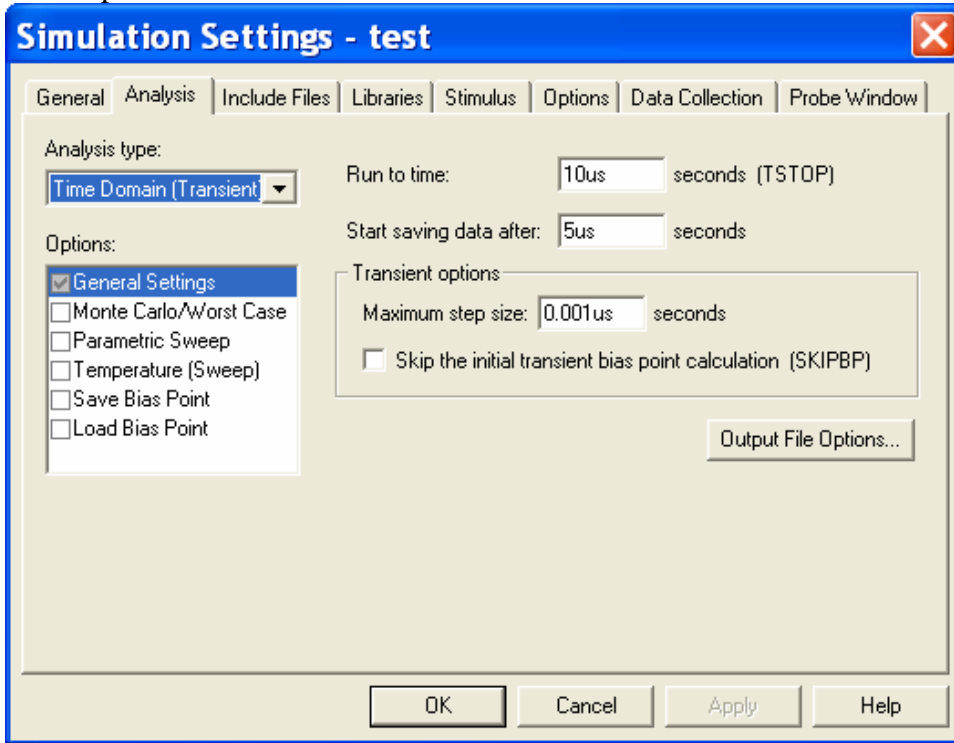 Simulation Settings - test
General Analysis Include Files Libraries Stimulus Options Data Collection Probe Window
Analysis type:
Time Domain (Transient)
Run to time: 10us seconds (TSTOP)
Start saving data after: 5us seconds
Options:
General Settings
Monte Carlo/Worst Case
Parametric Sweep
Temperature (Sweep)
Save Bias Point
Load Bias Point
Transient options
Maximum step size: 0.001us seconds
Skip the initial transient bias point calculation (SKIPBP)
Output File Options...
OK Cancel Apply Help